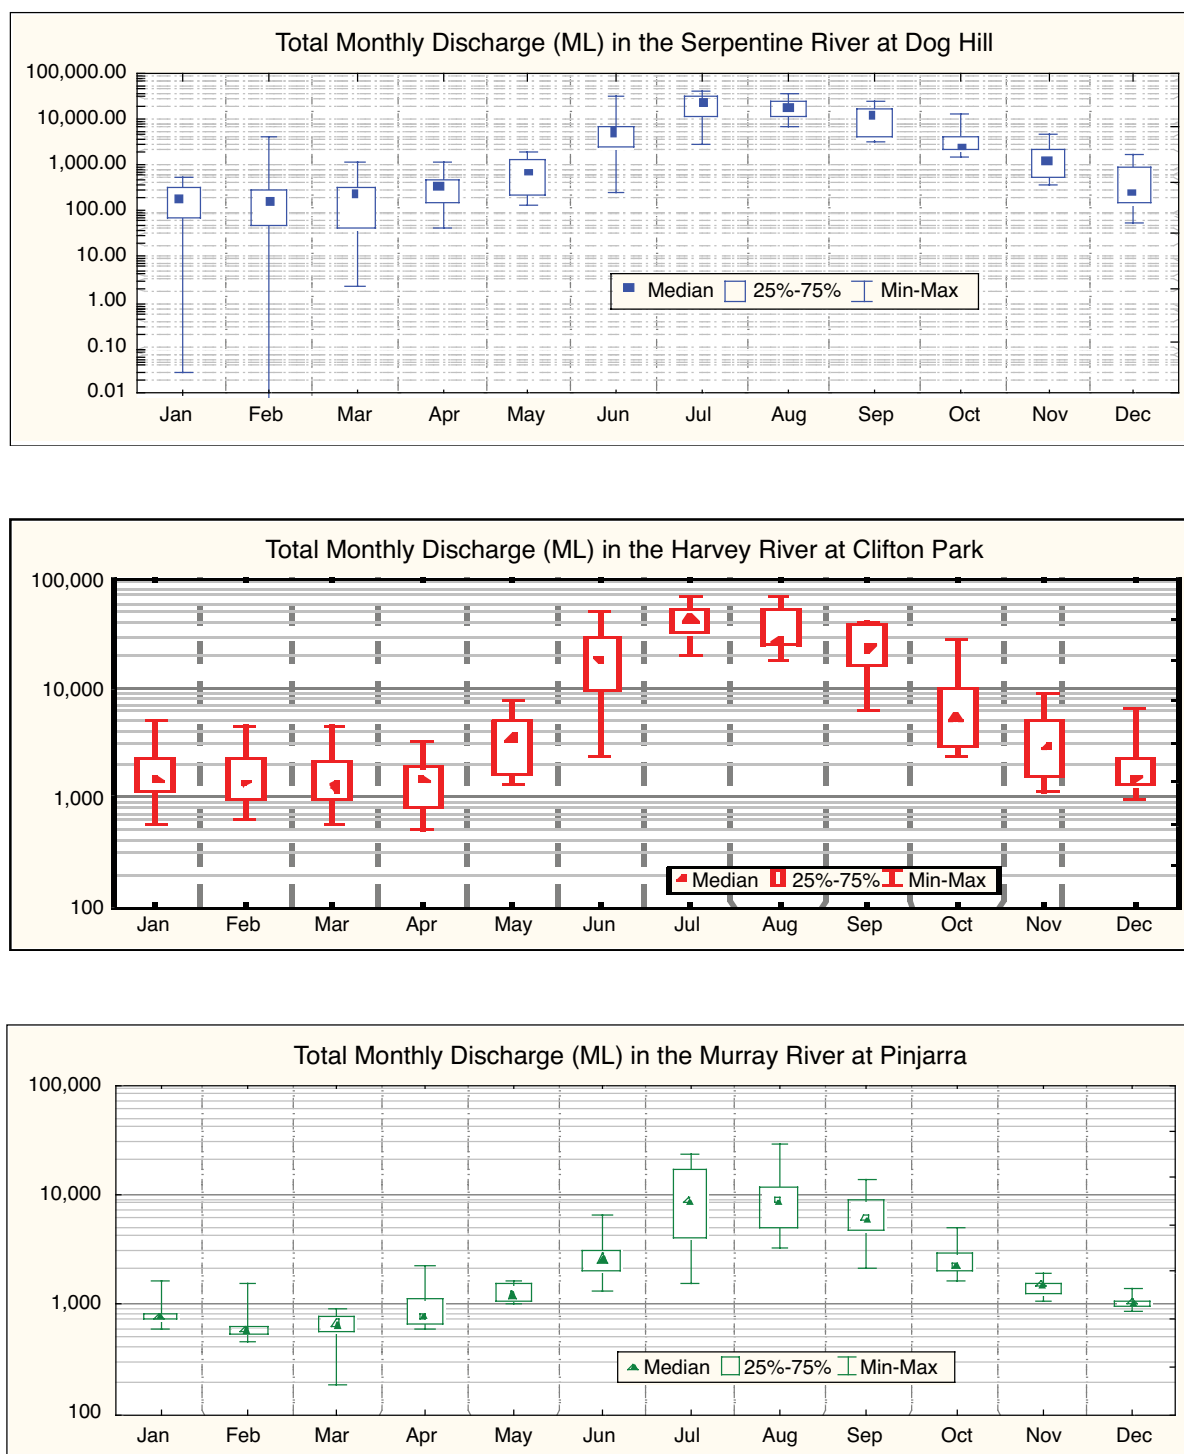 Total Monthly Discharge (ML) in the Serpentine River at Dog Hill
100,000.00
10,000.00
1,000.00
100.00
10.00
1.00
0.10
0.01
Median 25%-75% Min-Max
Jan Feb Mar Apr May Jun Jul Aug Sep Oct Nov Dec
Total Monthly Discharge (ML) in the Harvey River at Clifton Park
100,000
10,000
1,000
100
Median 25%-75% Min-Max
Jan Feb Mar Apr May Jun Jul Aug Sep Oct Nov Dec
Total Monthly Discharge (ML) in the Murray River at Pinjarra
100,000
10,000
1,000
100
Median 25%-75% Min-Max
Jan Feb Mar Apr May Jun Jul Aug Sep Oct Nov Dec